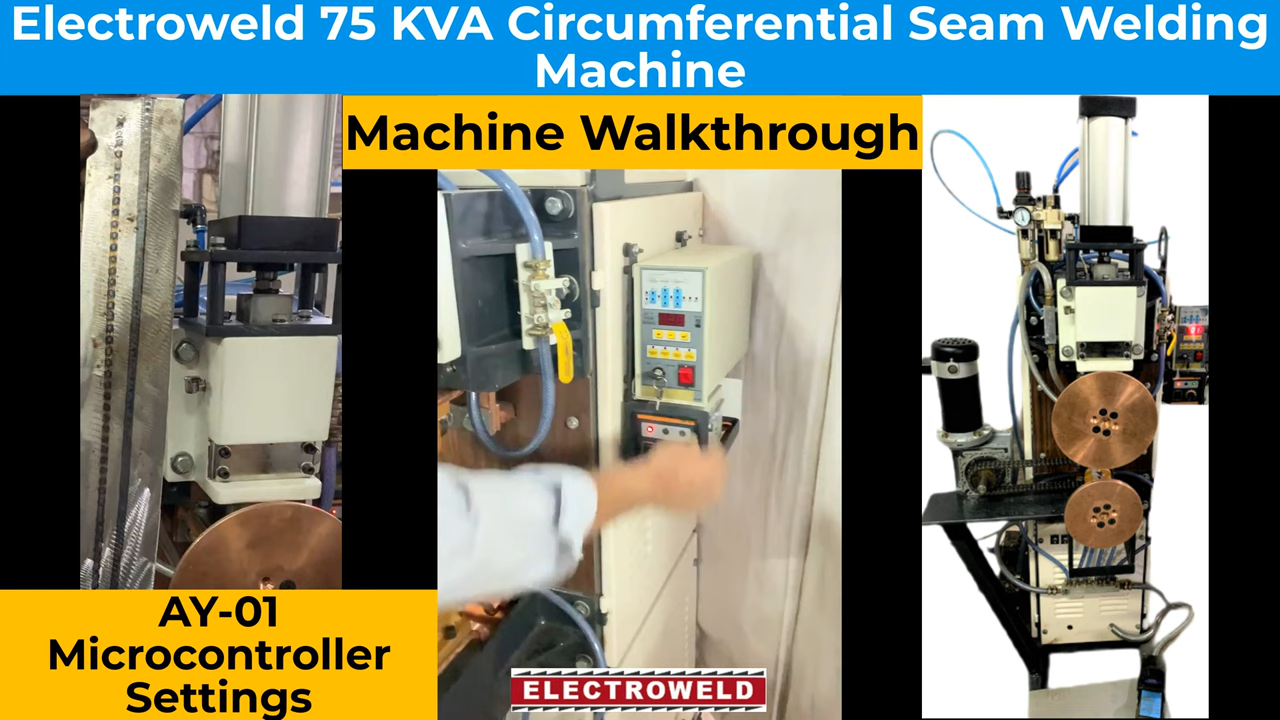 Electroweld 75 KVA Circumferential Seam Welding
Machine
Machine Walkthrough
AY-01
Microcontroller
Settings
ELECTROWELD